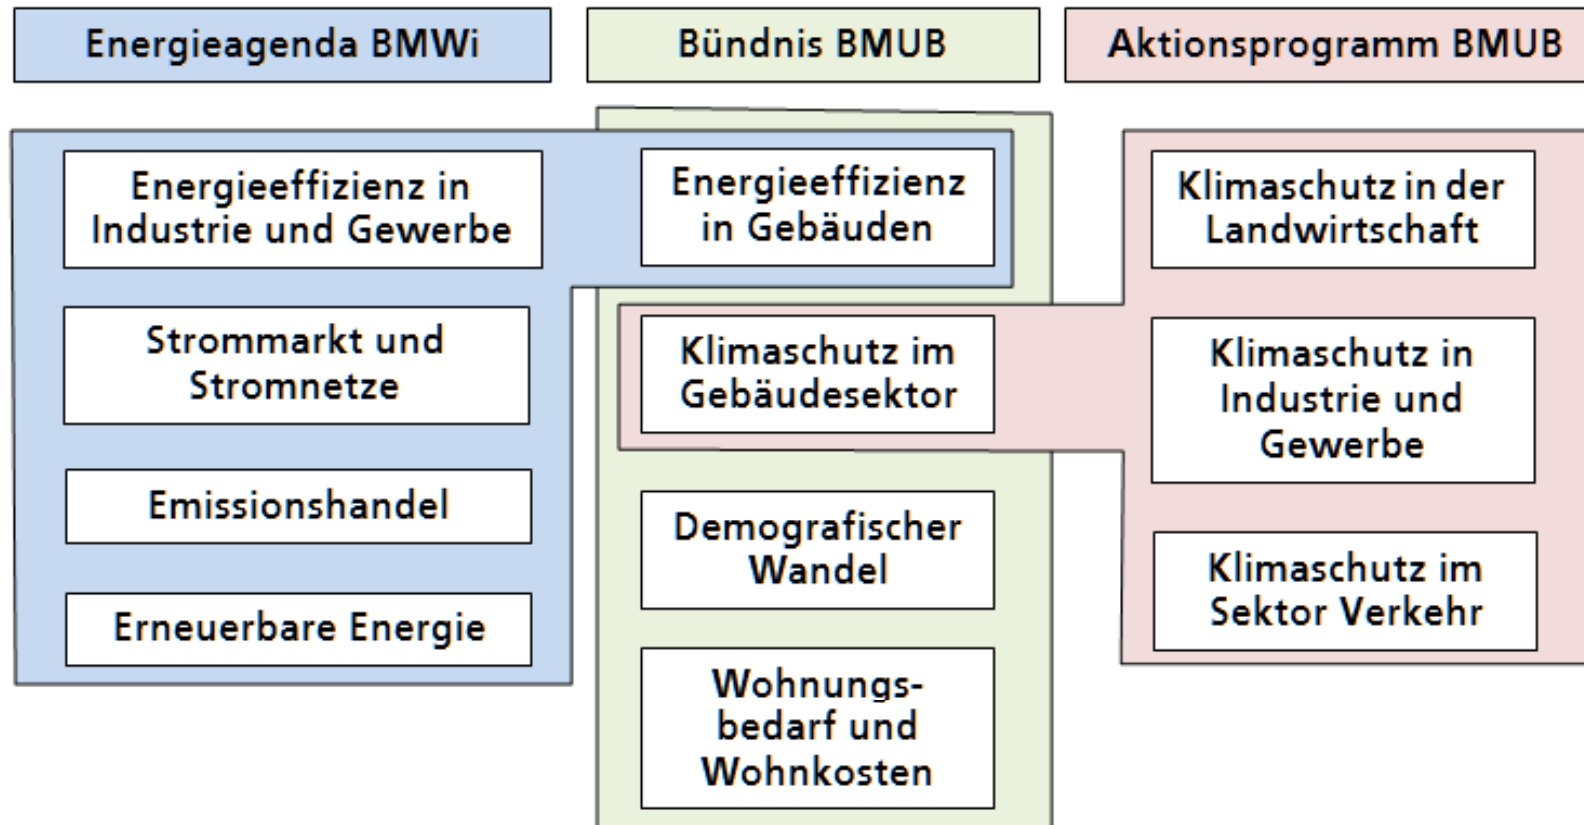 Energieagenda BMWi
Bündnis BMUB
Aktionsprogramm BMUB
Energieeffizienz in
Industrie und Gewerbe
Strommarkt und
Stromnetze
Emissionshandel
Erneuerbare Energie
Energieeffizienz
in Gebäuden
Klimaschutz im
Gebäudesektor
Demografischer
Wandel
Wohnungs-
bedarf und
Wohnkosten
Klimaschutz in der
Landwirtschaft
Klimaschutz in
Industrie und
Gewerbe
Klimaschutz im
Sektor Verkehr